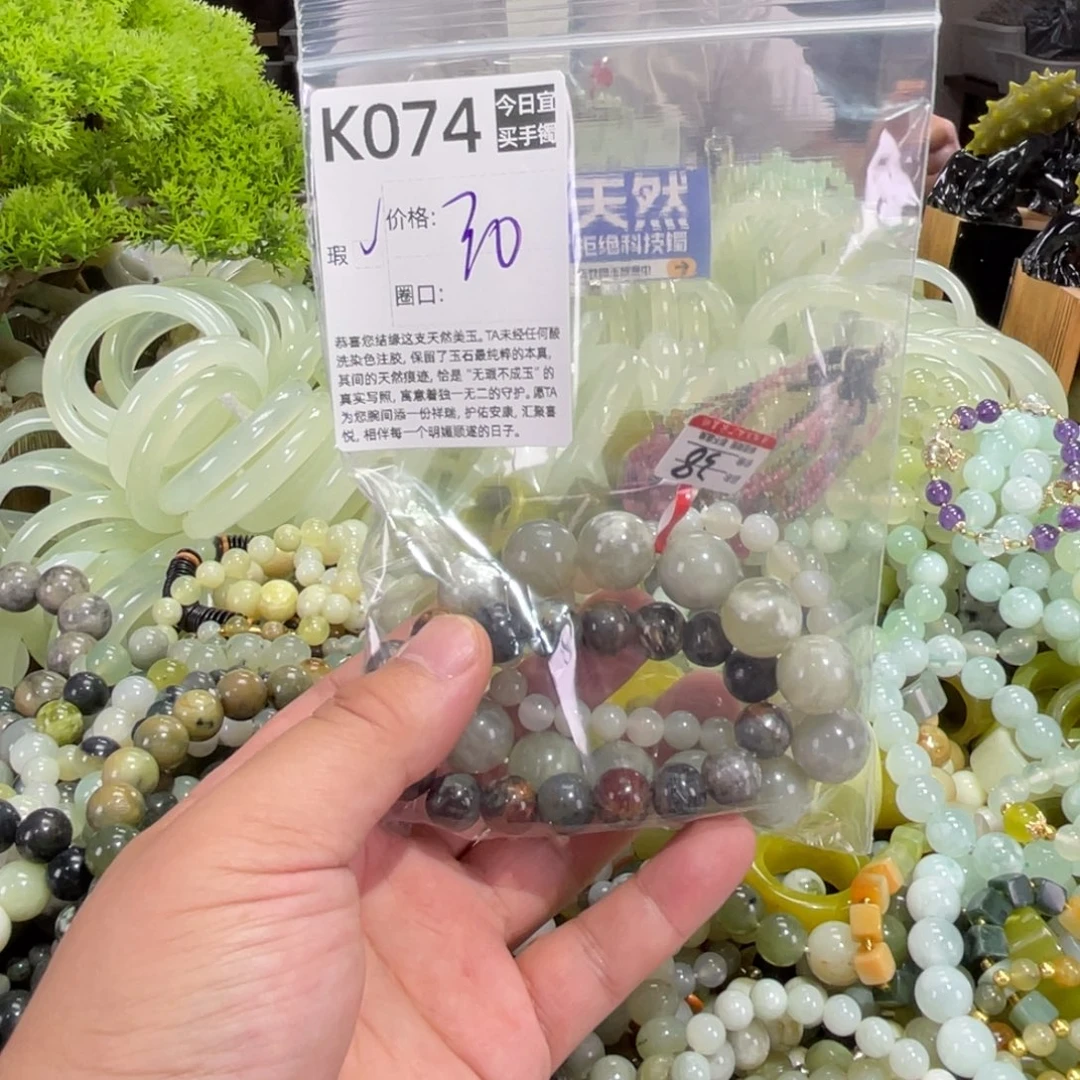 K074
今日宜
买手镯
瑕
价格：30
圈口：
恭喜您结缘这支天然美玉。TA未经任何酸
洗染色注胶，保留了玉石最纯粹的本真，
其间的天然痕迹，恰是“无瑕不成玉”的
真实写照，寓意着独一无二的守护。愿TA
为您腕间添一份祥瑞，护佑安康，汇聚喜
悦，相伴每一个明媚顺遂的日子。
天然
拒绝科技镯
38